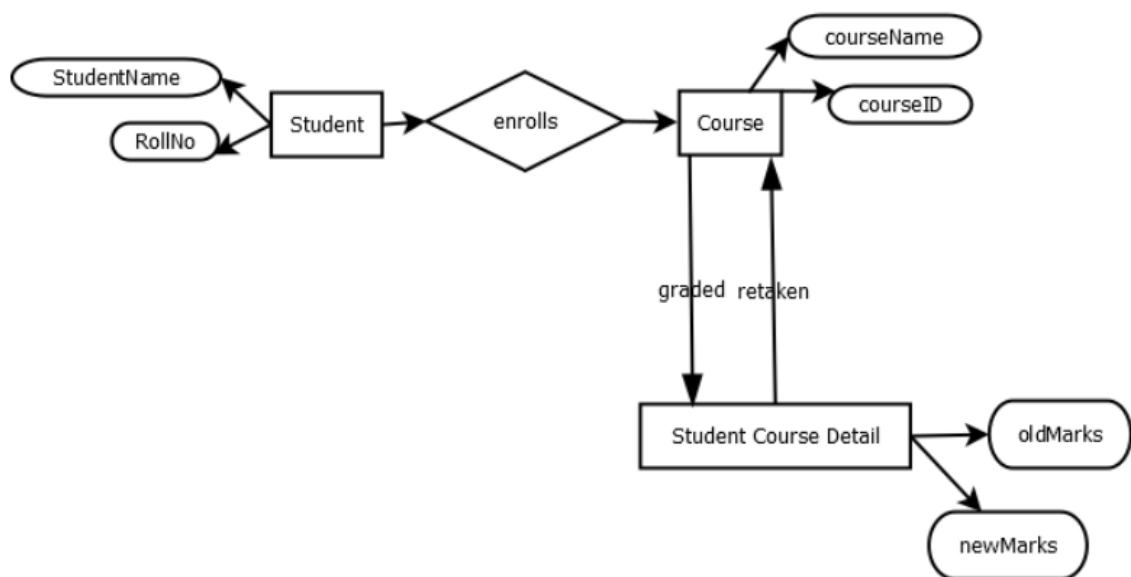 courseName
StudentName
courseID
Student
enrolls
Course
RollNo
graded
retaken
Student Course Detail
oldMarks
newMarks